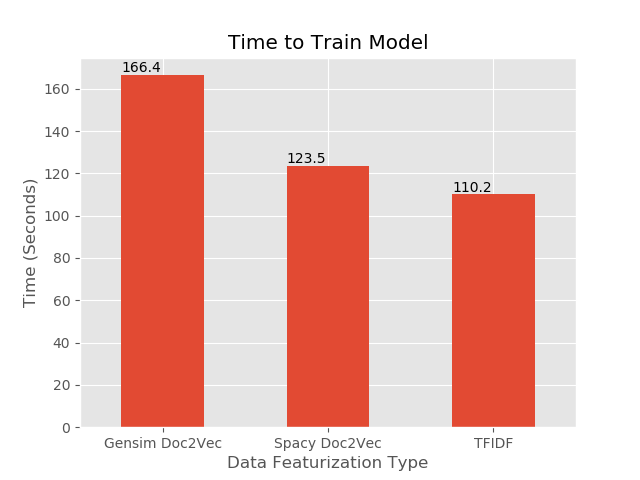 Time to Train Model
166.4
123.5
110.2
160
140
120
100
80
60
40
20
0
Time (Seconds)
Gensim Doc2Vec
Spacy Doc2Vec
TFIDF
Data Featurization Type